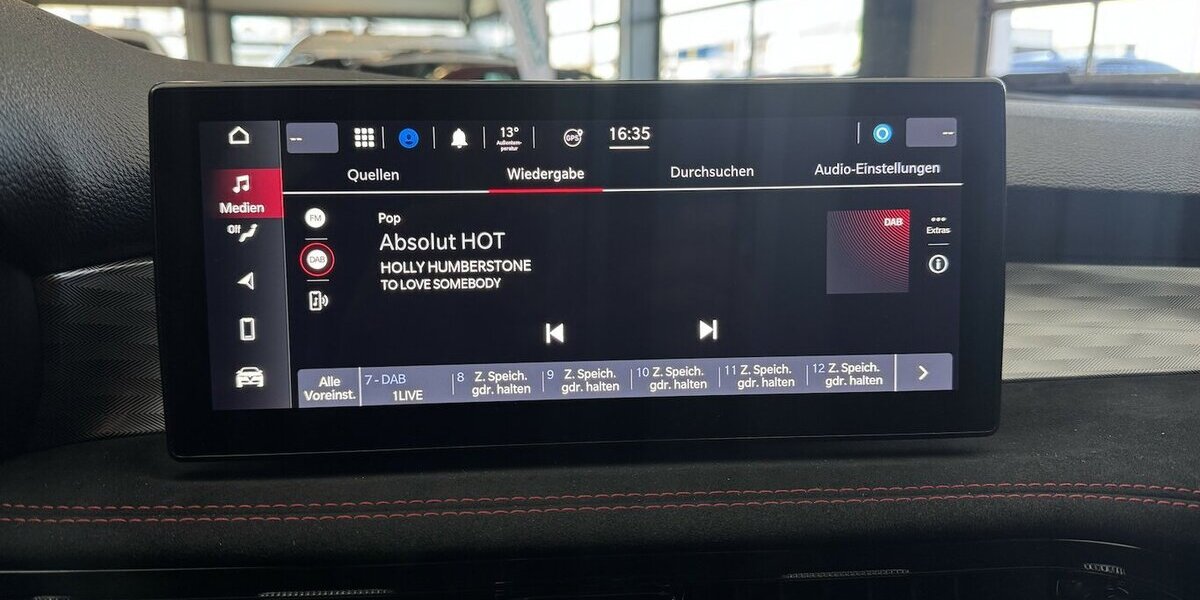 --
13°
Außentem-
peratur
GPS
16:35
--
Quellen
Wiedergabe
Durchsuchen
Audio-Einstellungen
Medien
Off
FM
DAB
Pop
Absolut HOT
HOLLY HUMBERSTONE
TO LOVE SOMEBODY
DAB
Extras
Alle
Voreinst.
7 - DAB
1LIVE
8 Z. Speich.
gdr. halten
9 Z. Speich.
gdr. halten
10 Z. Speich.
gdr. halten
11 Z. Speich.
gdr. halten
12 Z. Speich.
gdr. halten